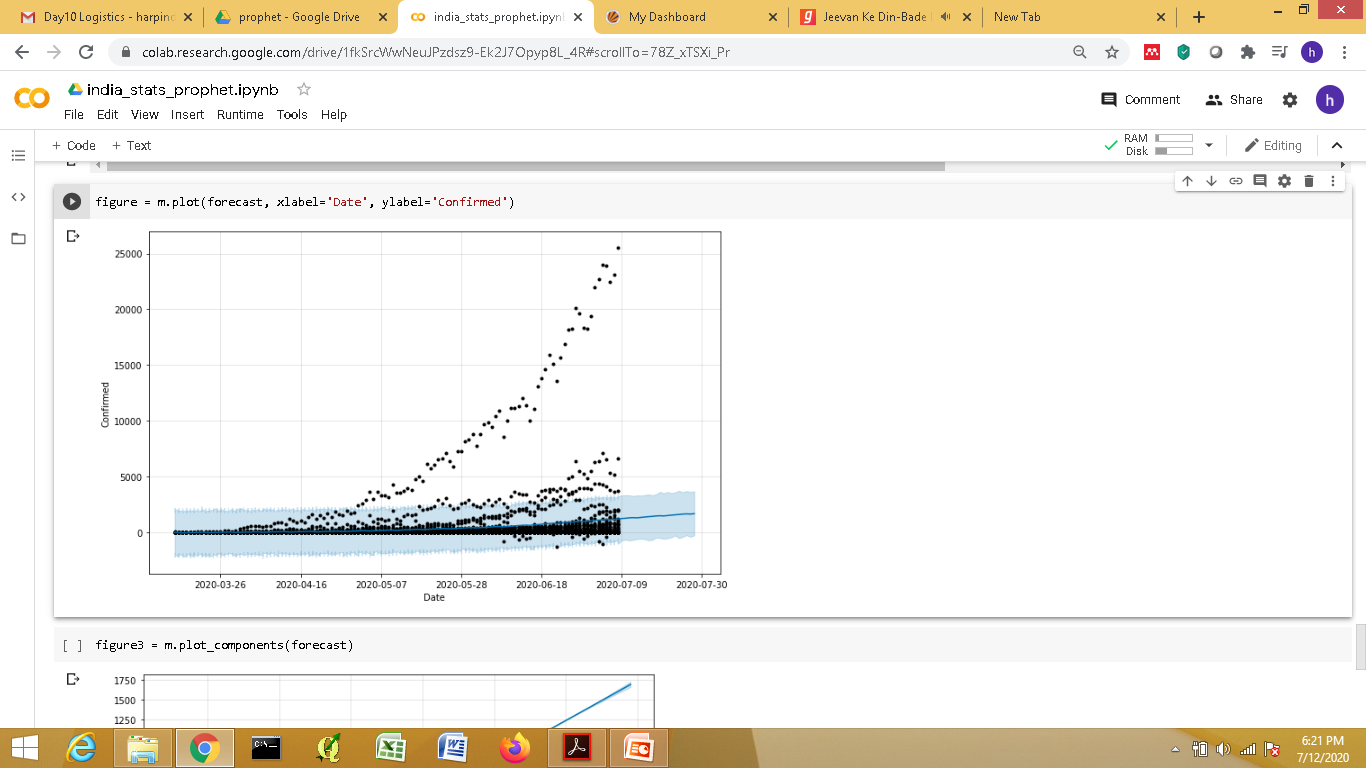 Day10 Logistics - harpind
prophet - Google Drive
india_stats_prophet.ipyn
My Dashboard
Jeevan Ke Din-Bade
New Tab
colab.research.google.com/drive/1fkSrcWwNeuJPzdsz9-Ek2J7Opyp8L_4R#scrollTo=78Z_xTSXi_Pr
h
india_stats_prophet.ipynb
File Edit View Insert Runtime Tools Help
Comment
Share
h
+ Code + Text
RAM
Disk
Editing
figure = m.plot(forecast, xlabel='Date', ylabel='Confirmed')
25000
20000
15000
10000
5000
0
Confirmed
2020-03-26 2020-04-16 2020-05-07 2020-05-28 2020-06-18 2020-07-09 2020-07-30
Date
[ ] figure3 = m.plot_components(forecast)
1750
1500
1250
6:21 PM
7/12/2020